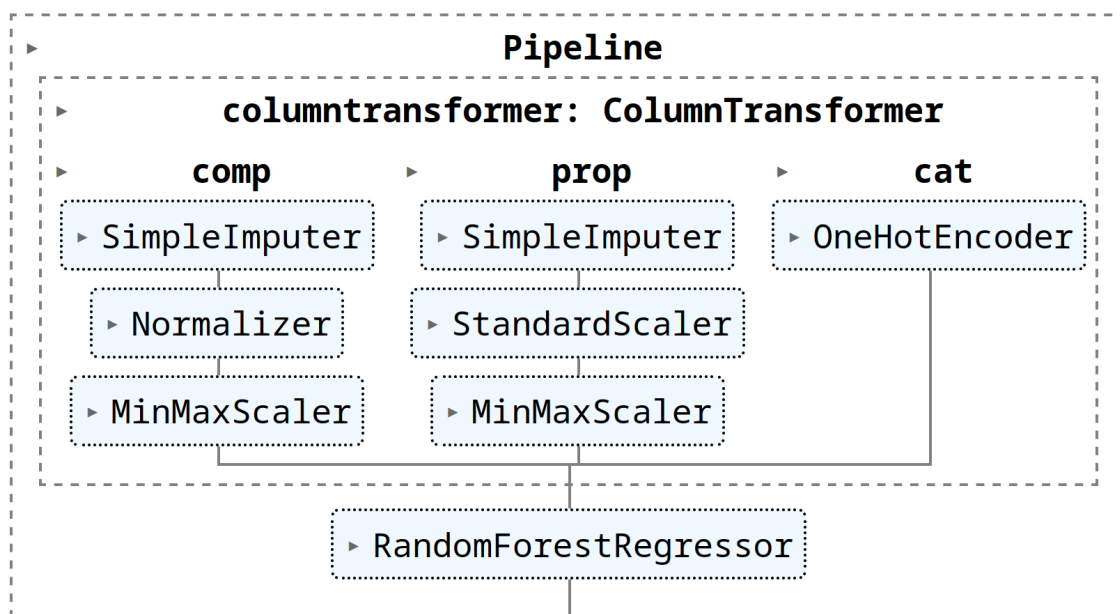 Pipeline
columntransformer: ColumnTransformer
comp prop cat
SimpleImputer SimpleImputer OneHotEncoder
Normalizer StandardScaler
MinMaxScaler MinMaxScaler
RandomForestRegressor